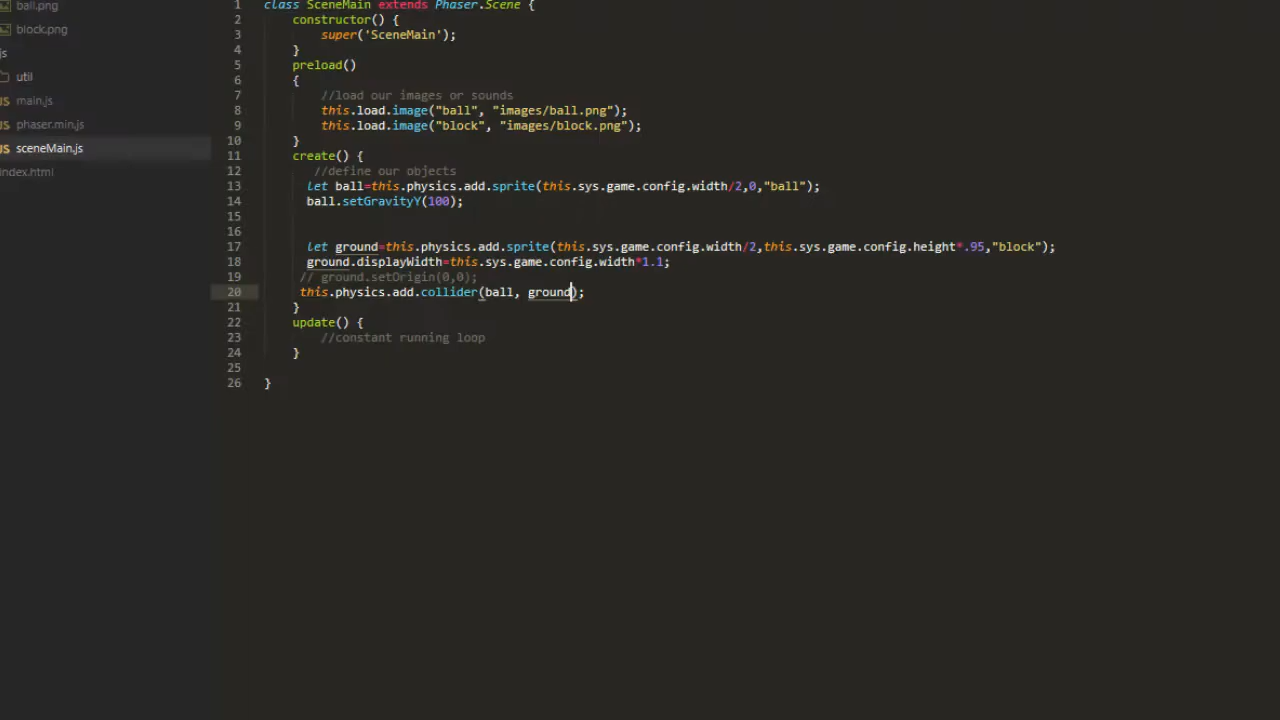 ball.png
block.png
js
util
JS main.js
JS phaser.min.js
JS sceneMain.js
index.html
1 class SceneMain extends Phaser.Scene {
2 constructor() {
3 super('SceneMain');
4 }
5 preload()
6 {
7 //load our images or sounds
8 this.load.image("ball", "images/ball.png");
9 this.load.image("block", "images/block.png");
10 }
11 create() {
12 //define our objects
13 let ball=this.physics.add.sprite(this.sys.game.config.width/2,0,"ball");
14 ball.setGravityY(100);
15
16
17 let ground=this.physics.add.sprite(this.sys.game.config.width/2,this.sys.game.config.height*.95,"block");
18 ground.displayWidth=this.sys.game.config.width*1.1;
19 // ground.setOrigin(0,0);
20 this.physics.add.collider(ball, ground);
21 }
22 update() {
23 //constant running loop
24 }
25
26 }